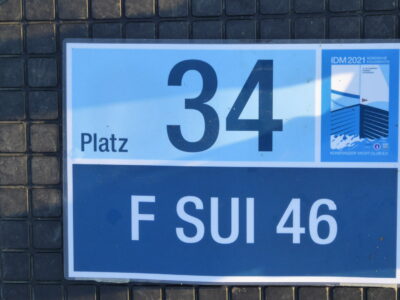 Platz 34
IDM 2021
F SUI 46